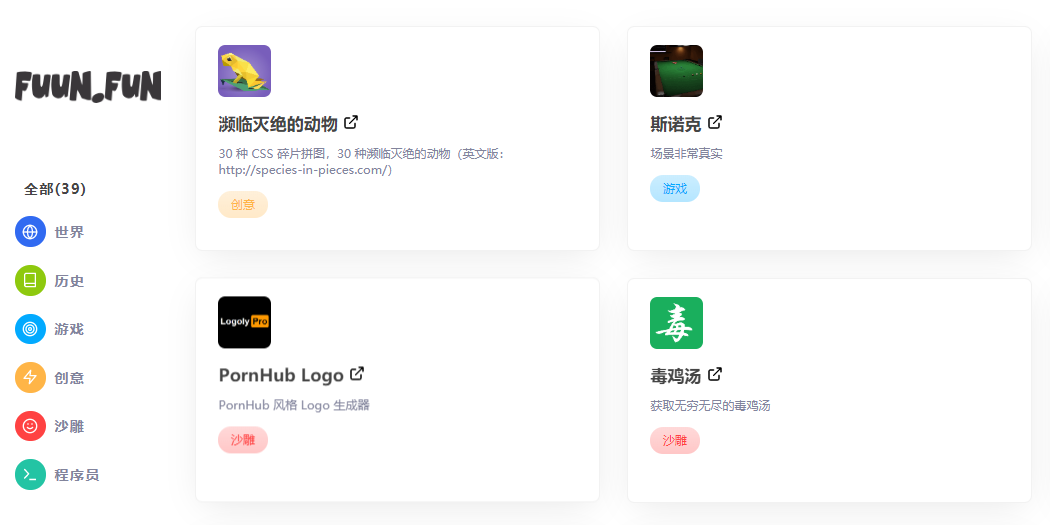 FUUN.FUN
全部(39)
世界
历史
游戏
创意
沙雕
程序员
濒临灭绝的动物
30 种 CSS 碎片拼图，30 种濒临灭绝的动物（英文版：
http://species-in-pieces.com/）
创意
斯诺克
场景非常真实
游戏
Logoly Pro
PornHub Logo
PornHub 风格 Logo 生成器
沙雕
毒
毒鸡汤
获取无穷无尽的毒鸡汤
沙雕